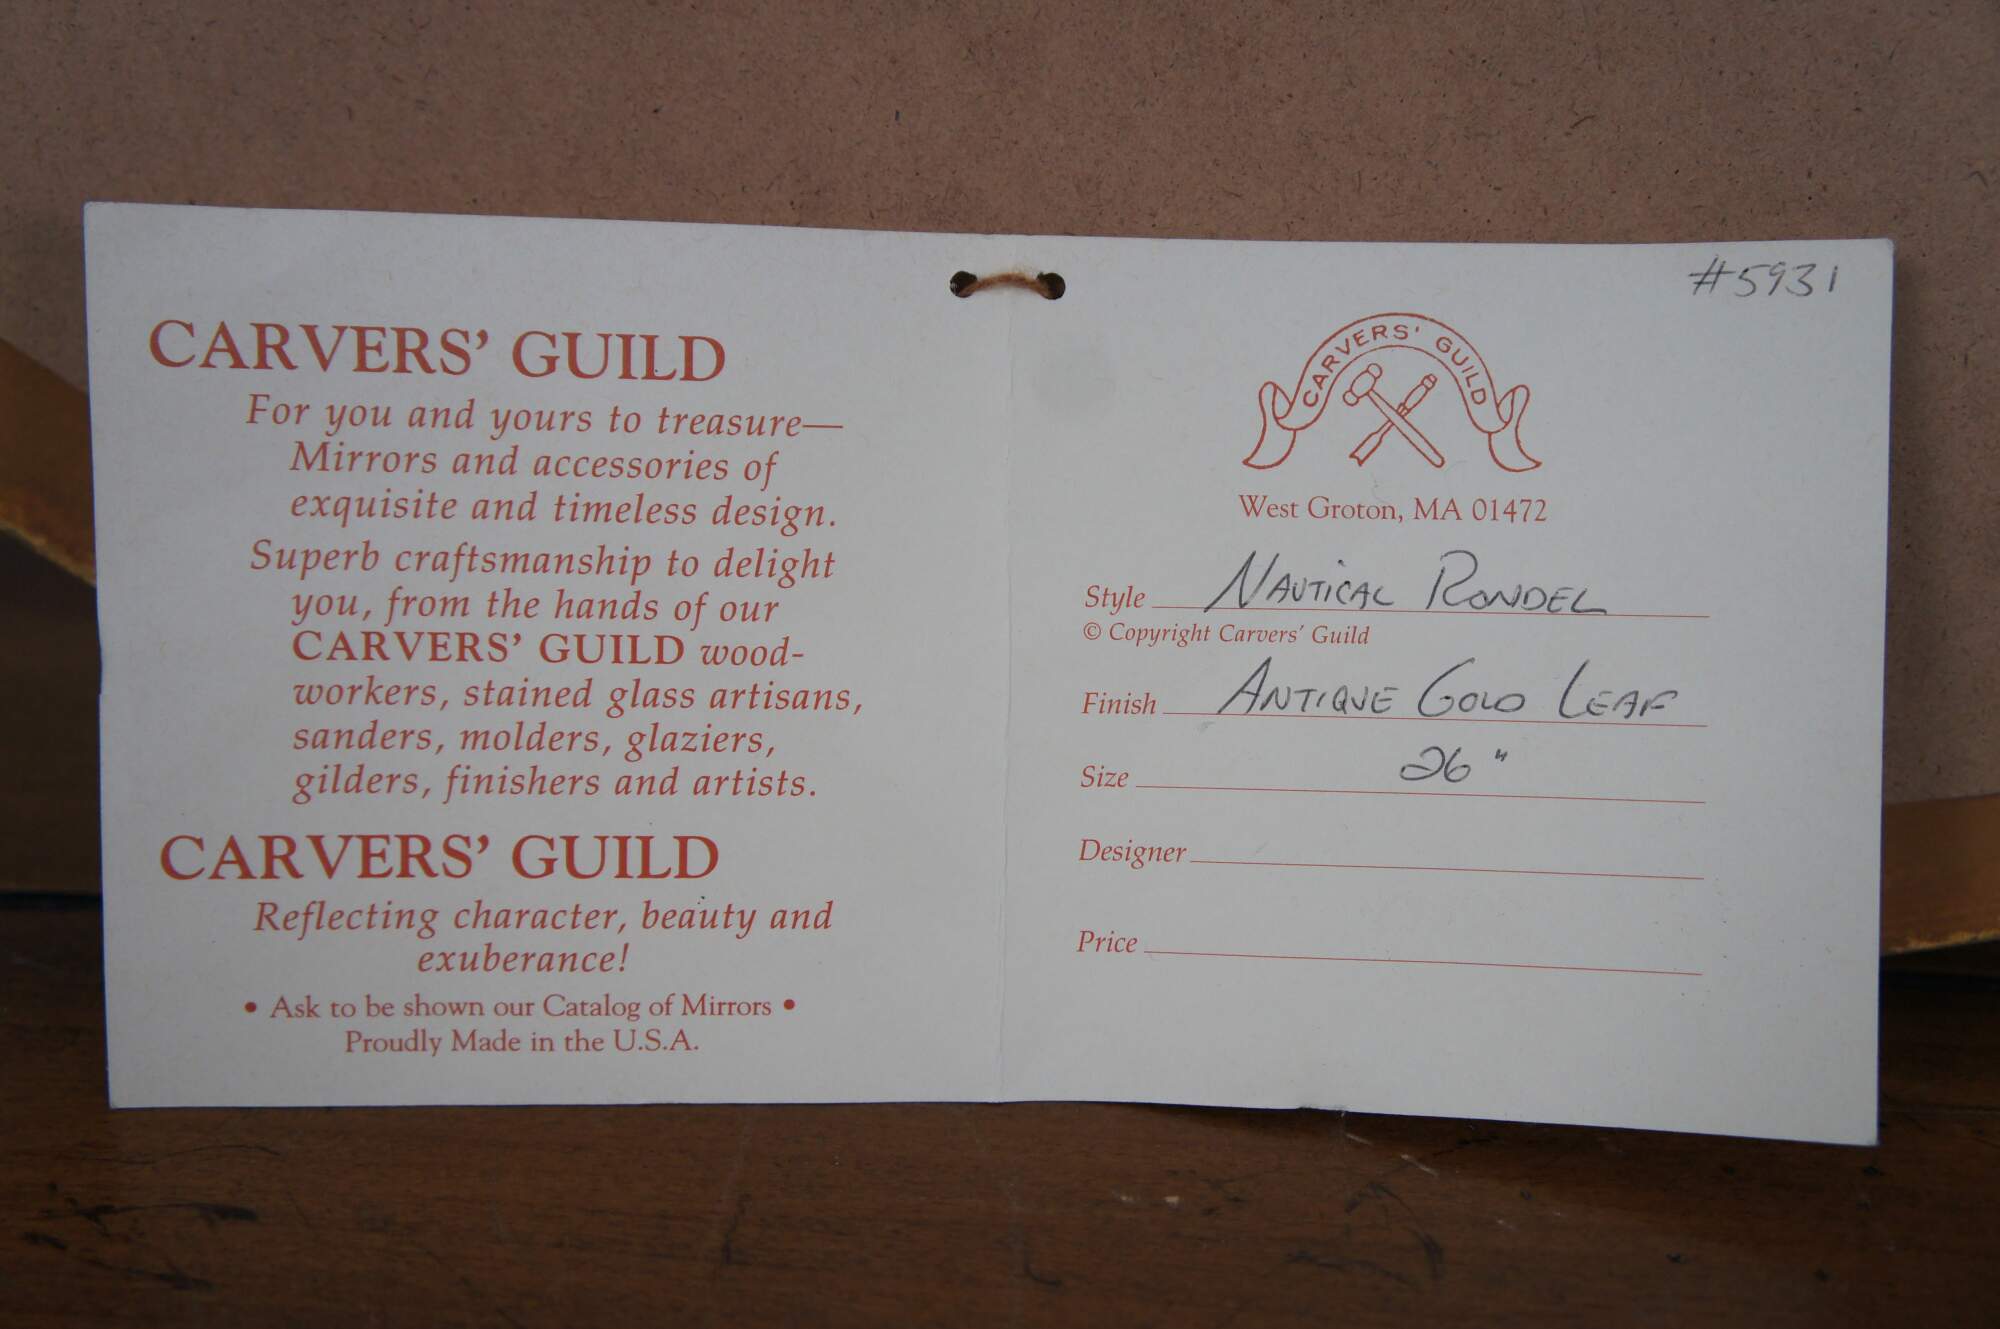 CARVERS' GUILD
For you and yours to treasure—
Mirrors and accessories of
exquisite and timeless design.
Superb craftsmanship to delight
you, from the hands of our
CARVERS' GUILD wood-
workers, stained glass artisans,
sanders, molders, glaziers,
gilders, finishers and artists.
CARVERS' GUILD
Reflecting character, beauty and
exuberance!
• Ask to be shown our Catalog of Mirrors •
Proudly Made in the U.S.A.
#5931
CARVERS' GUILD
West Groton, MA 01472
Style NAUTICAL RONDEL
© Copyright Carvers' Guild
Finish ANTIQUE GOLD LEAF
Size 26"
Designer
Price